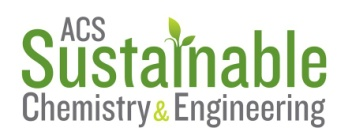 ACS
Sustainable
Chemistry & Engineering